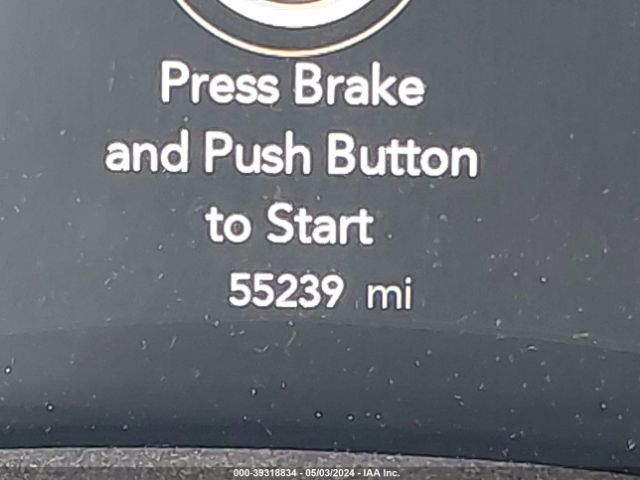 Press Brake
and Push Button
to Start
55239 mi
000-39318834 - 05/03/2024 - IAA Inc.